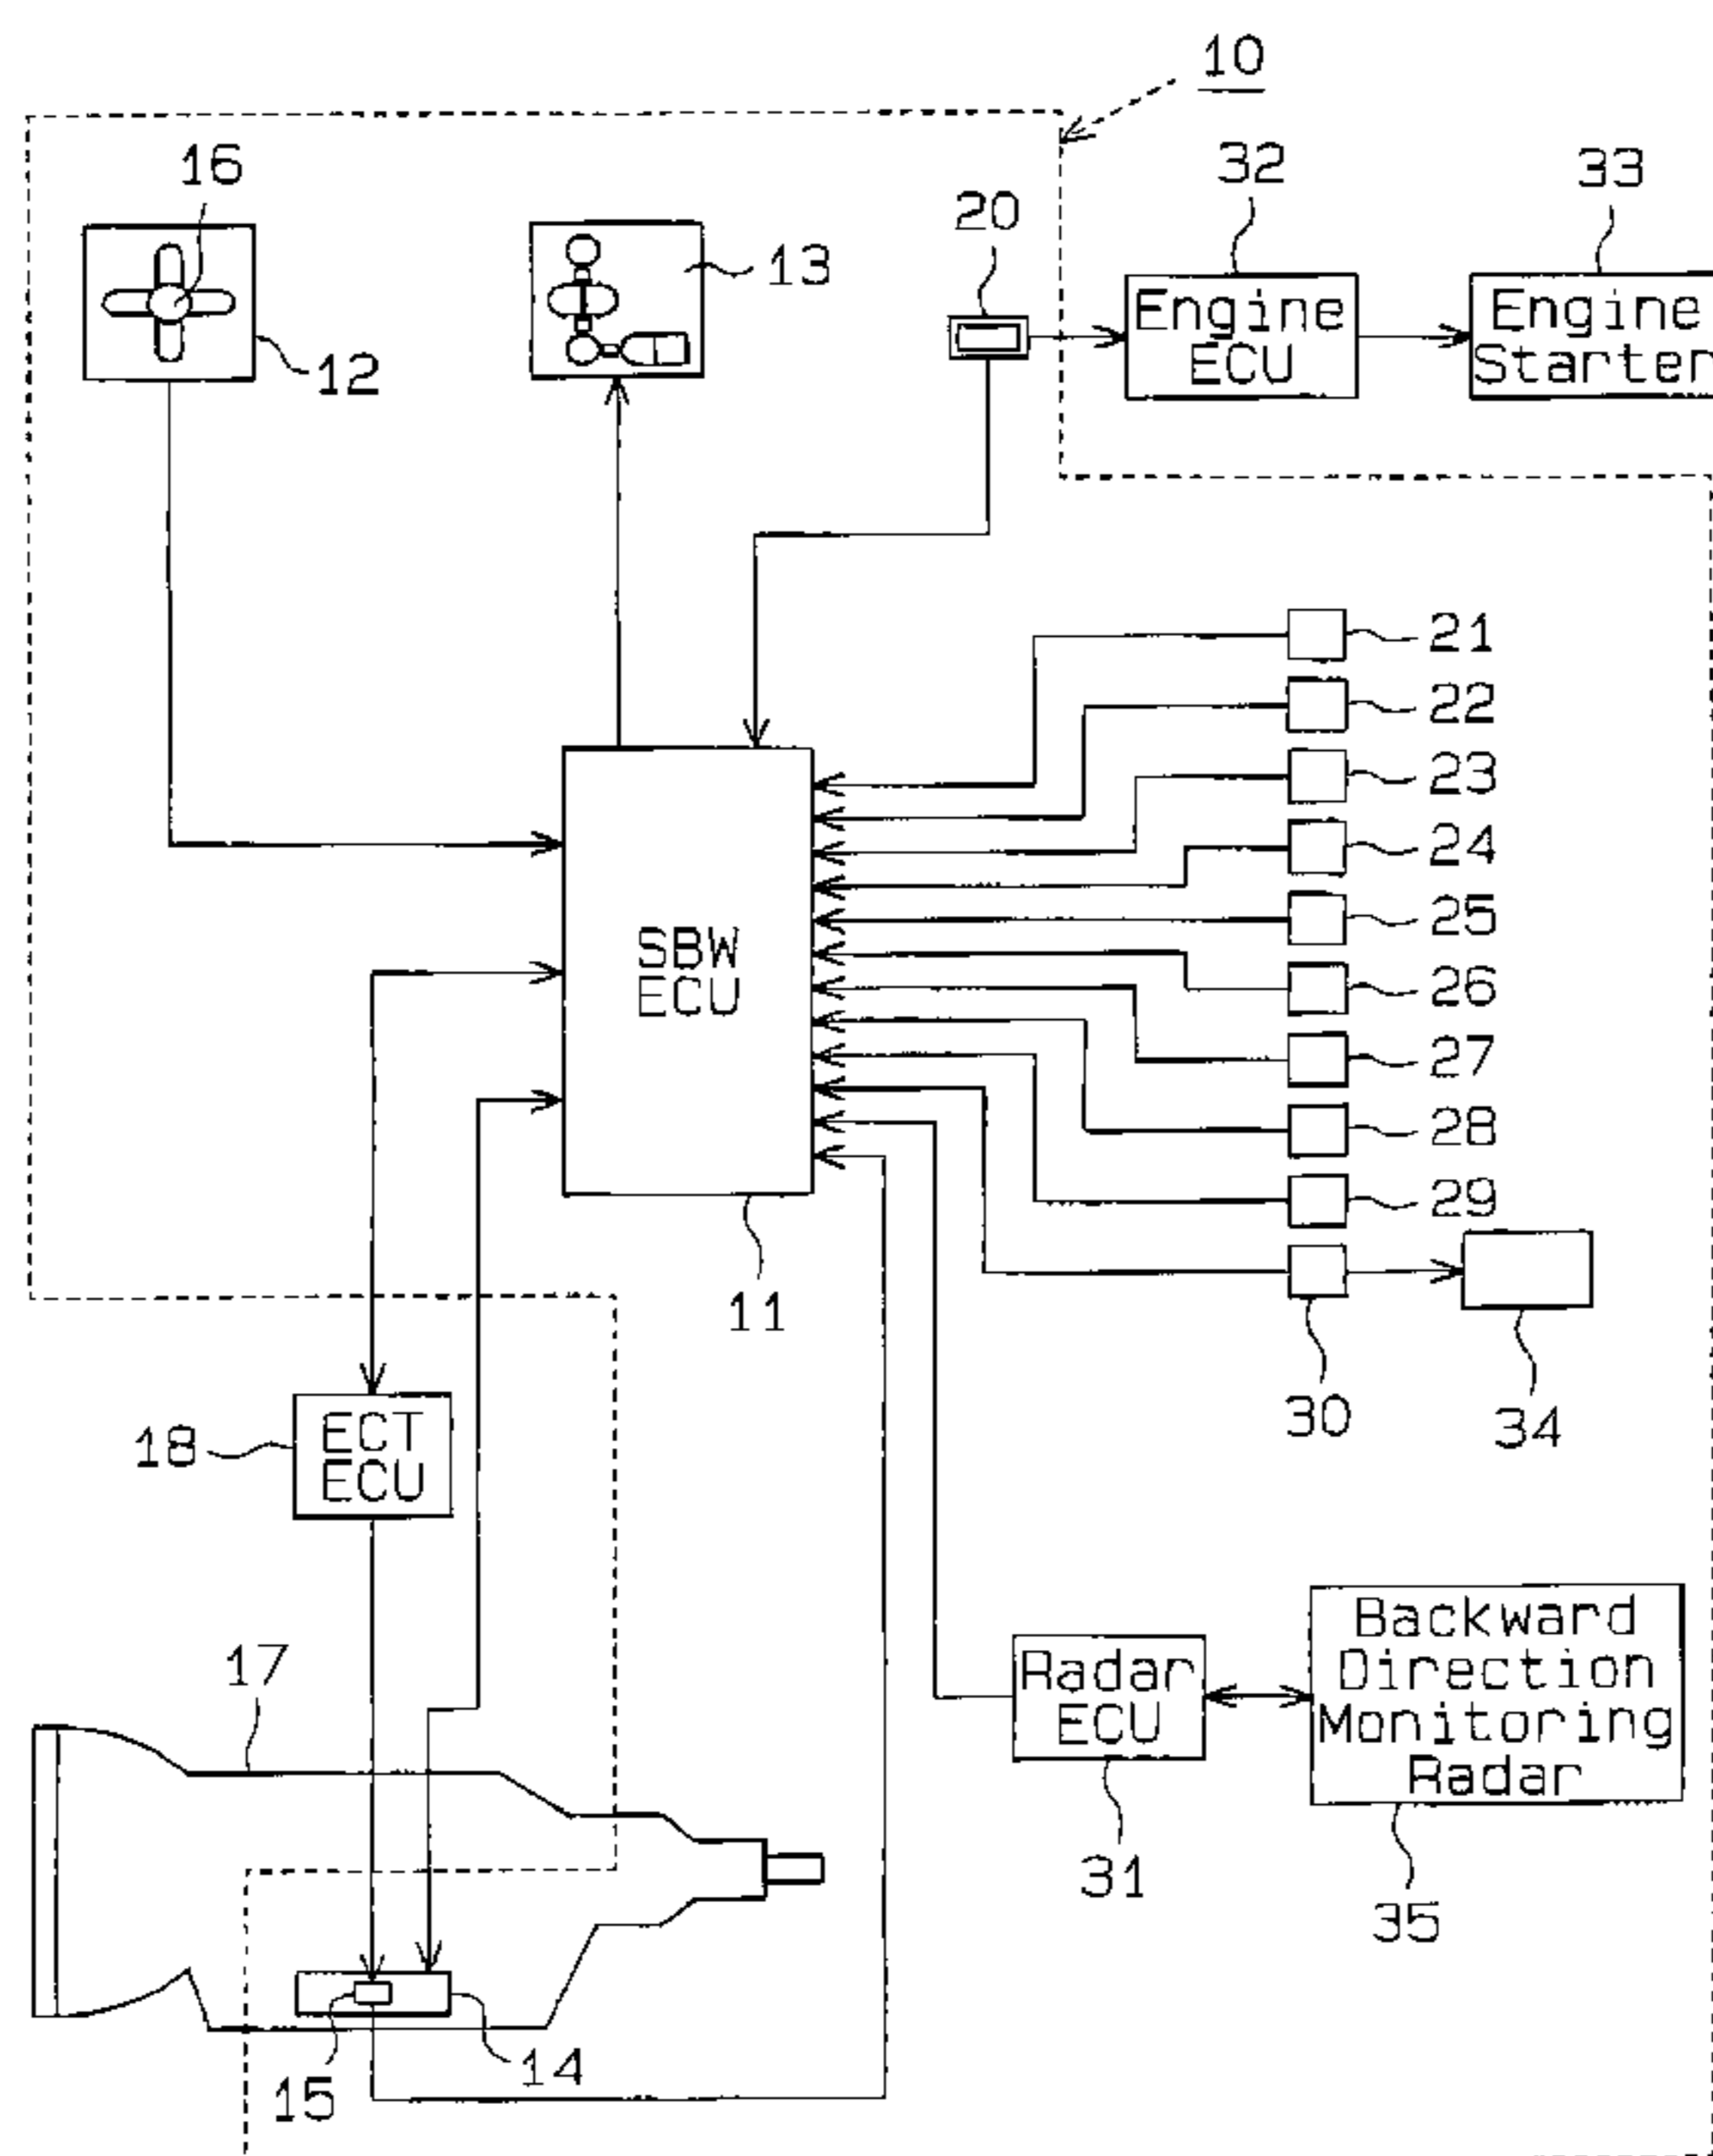 10
16
12
13
20
32
Engine
ECU
33
Engine
Starter
21
22
23
24
25
26
27
28
29
SBW
ECU
11
30
34
18
ECT
ECU
17
Radar
ECU
31
Backward
Direction
Monitoring
Radar
35
15
14